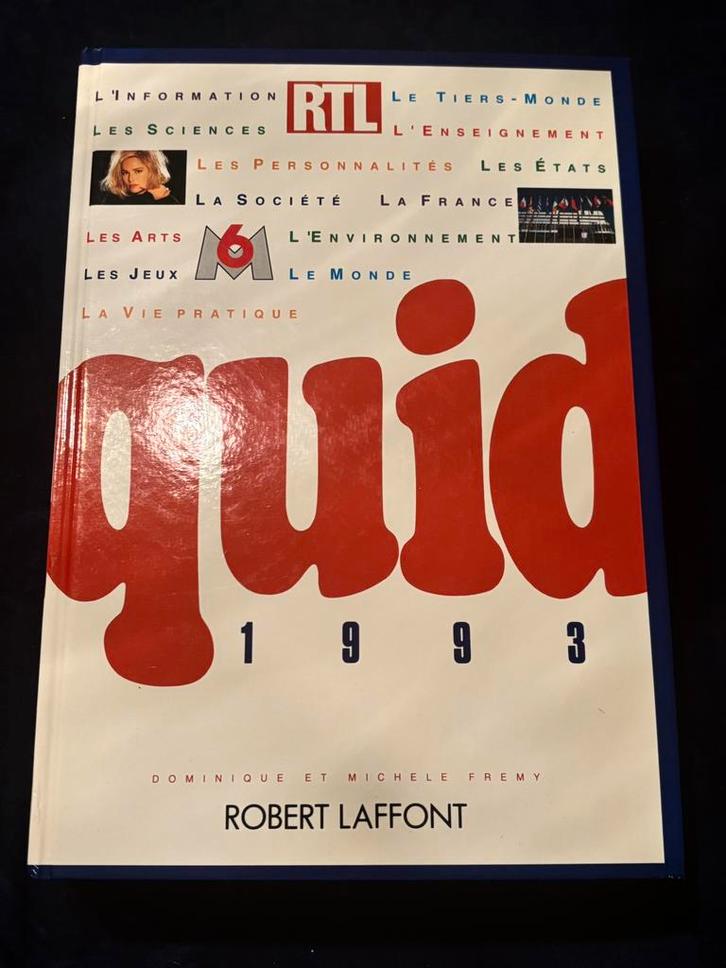 L'INFORMATION RTL LE TIERS-MONDE
LES SCIENCES L'ENSEIGNEMENT
LES PERSONNALITÉS LES ÉTATS
LA SOCIÉTÉ LA FRANCE
LES ARTS M6 L'ENVIRONNEMENT
LES JEUX LE MONDE
LA VIE PRATIQUE
quid
1993
DOMINIQUE ET MICHELE FREMY
ROBERT LAFFONT